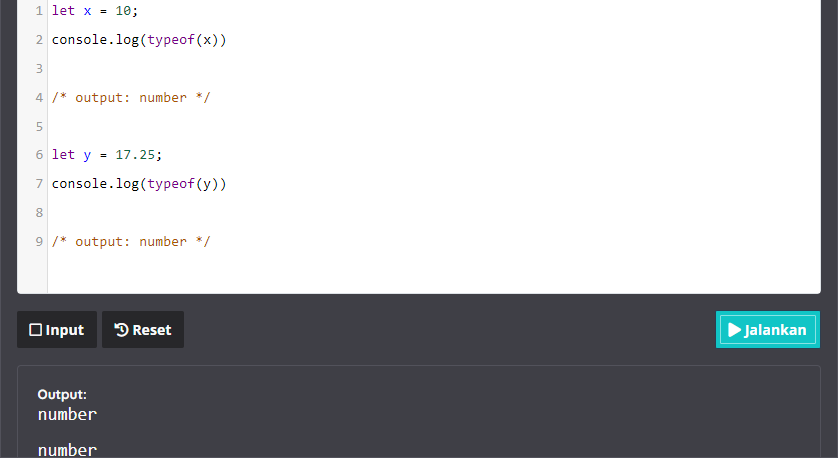 1 let x = 10;
2 console.log(typeof(x))
3
4 /* output: number */
5
6 let y = 17.25;
7 console.log(typeof(y))
8
9 /* output: number */
Input Reset Jalankan
Output:
number
number